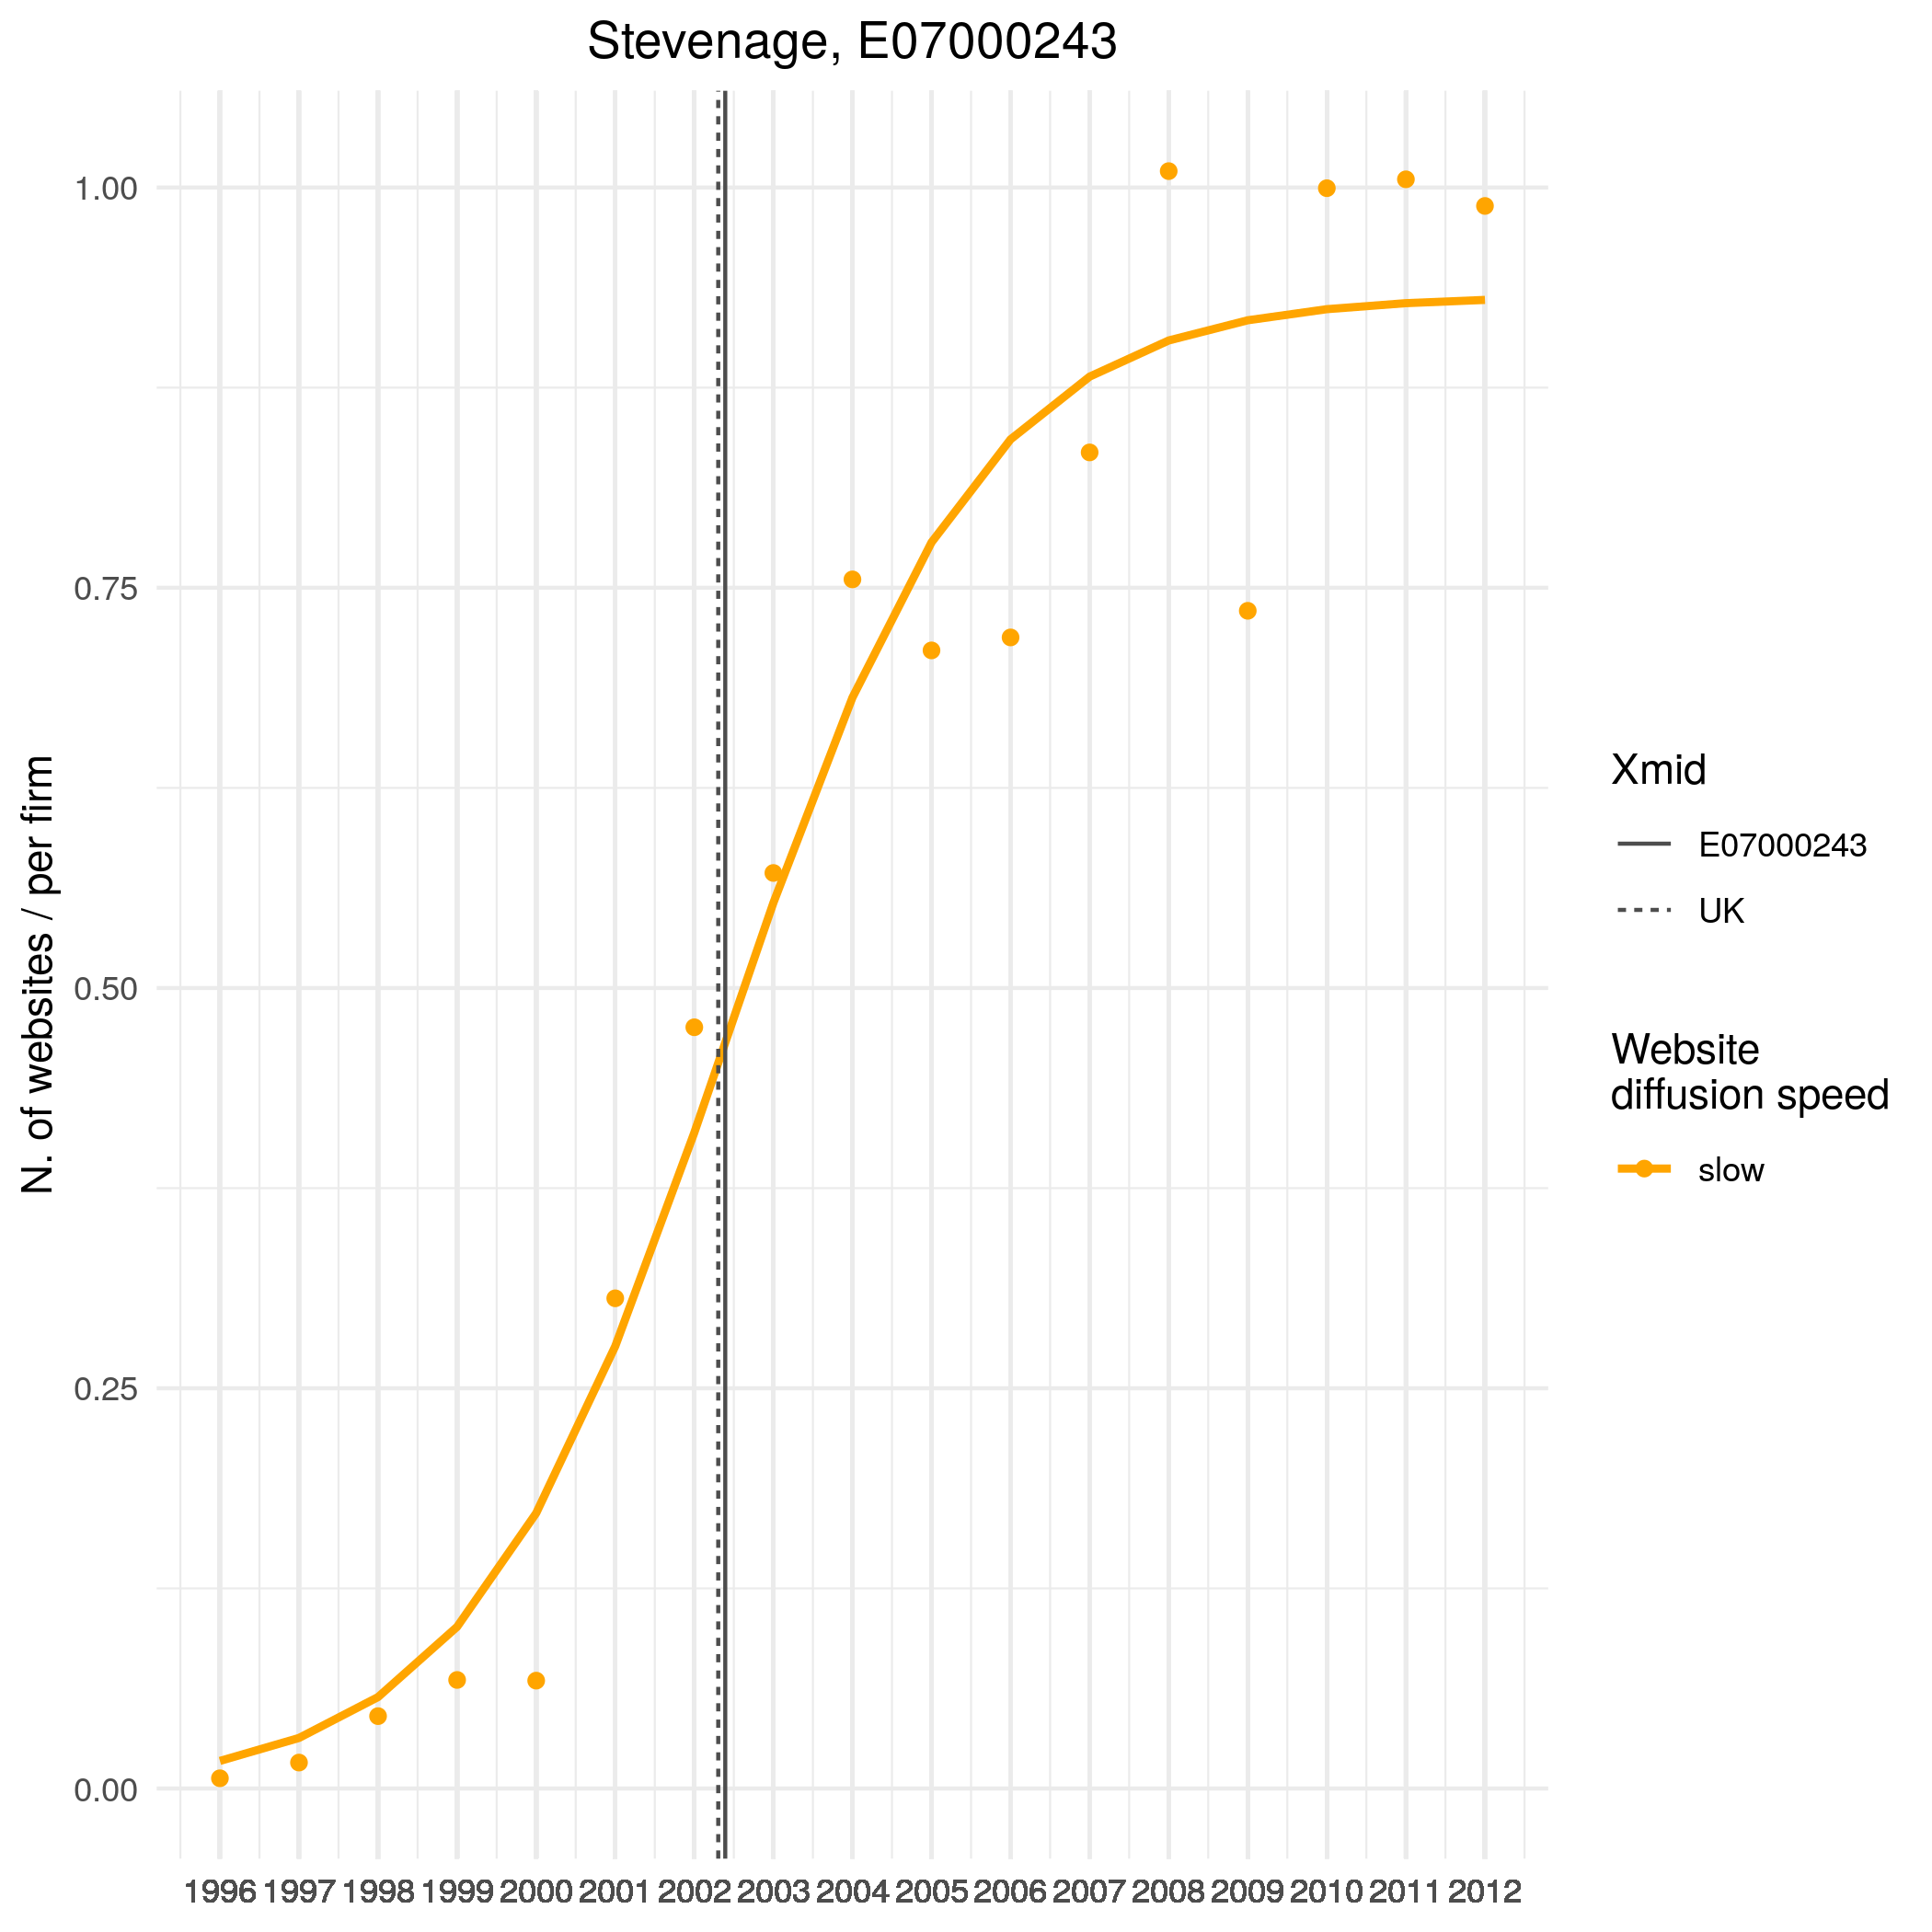 Stevenage, E07000243
N. of websites / per firm
1.00
0.75
0.50
0.25
0.00
1996 1997 1998 1999 2000 2001 2002 2003 2004 2005 2006 2007 2008 2009 2010 2011 2012
Xmid
E07000243
UK
Website
diffusion speed
slow